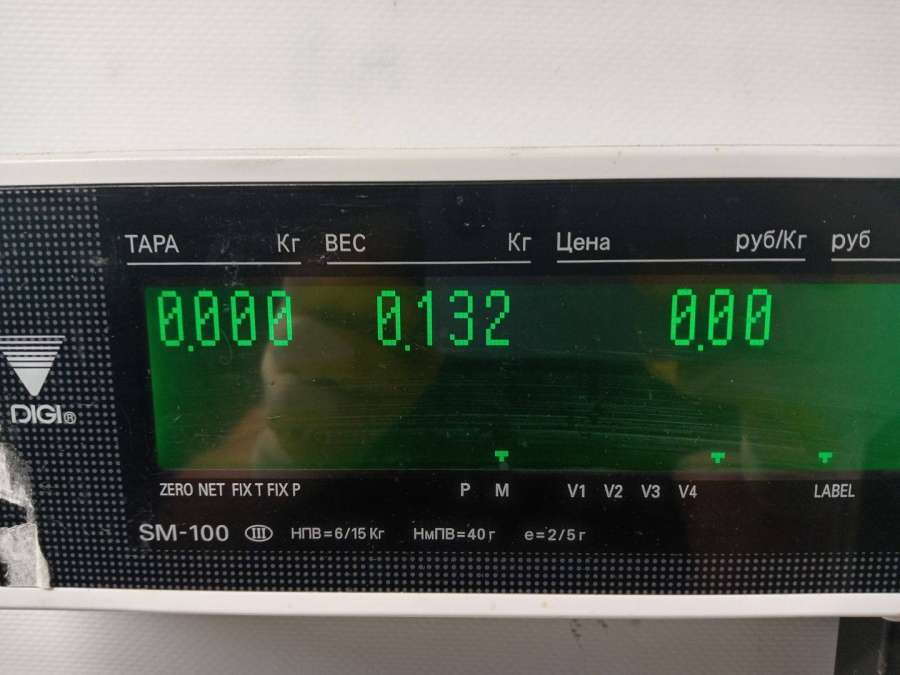 ТАРА Кг ВЕС Кг Цена руб/Кг руб
0.000 0.132 0.00
DIGI®
ZERO NET FIX T FIX P P M V1 V2 V3 V4 LABEL
SM-100 III НПВ=6/15 Кг НмПВ=40 г е=2/5 г